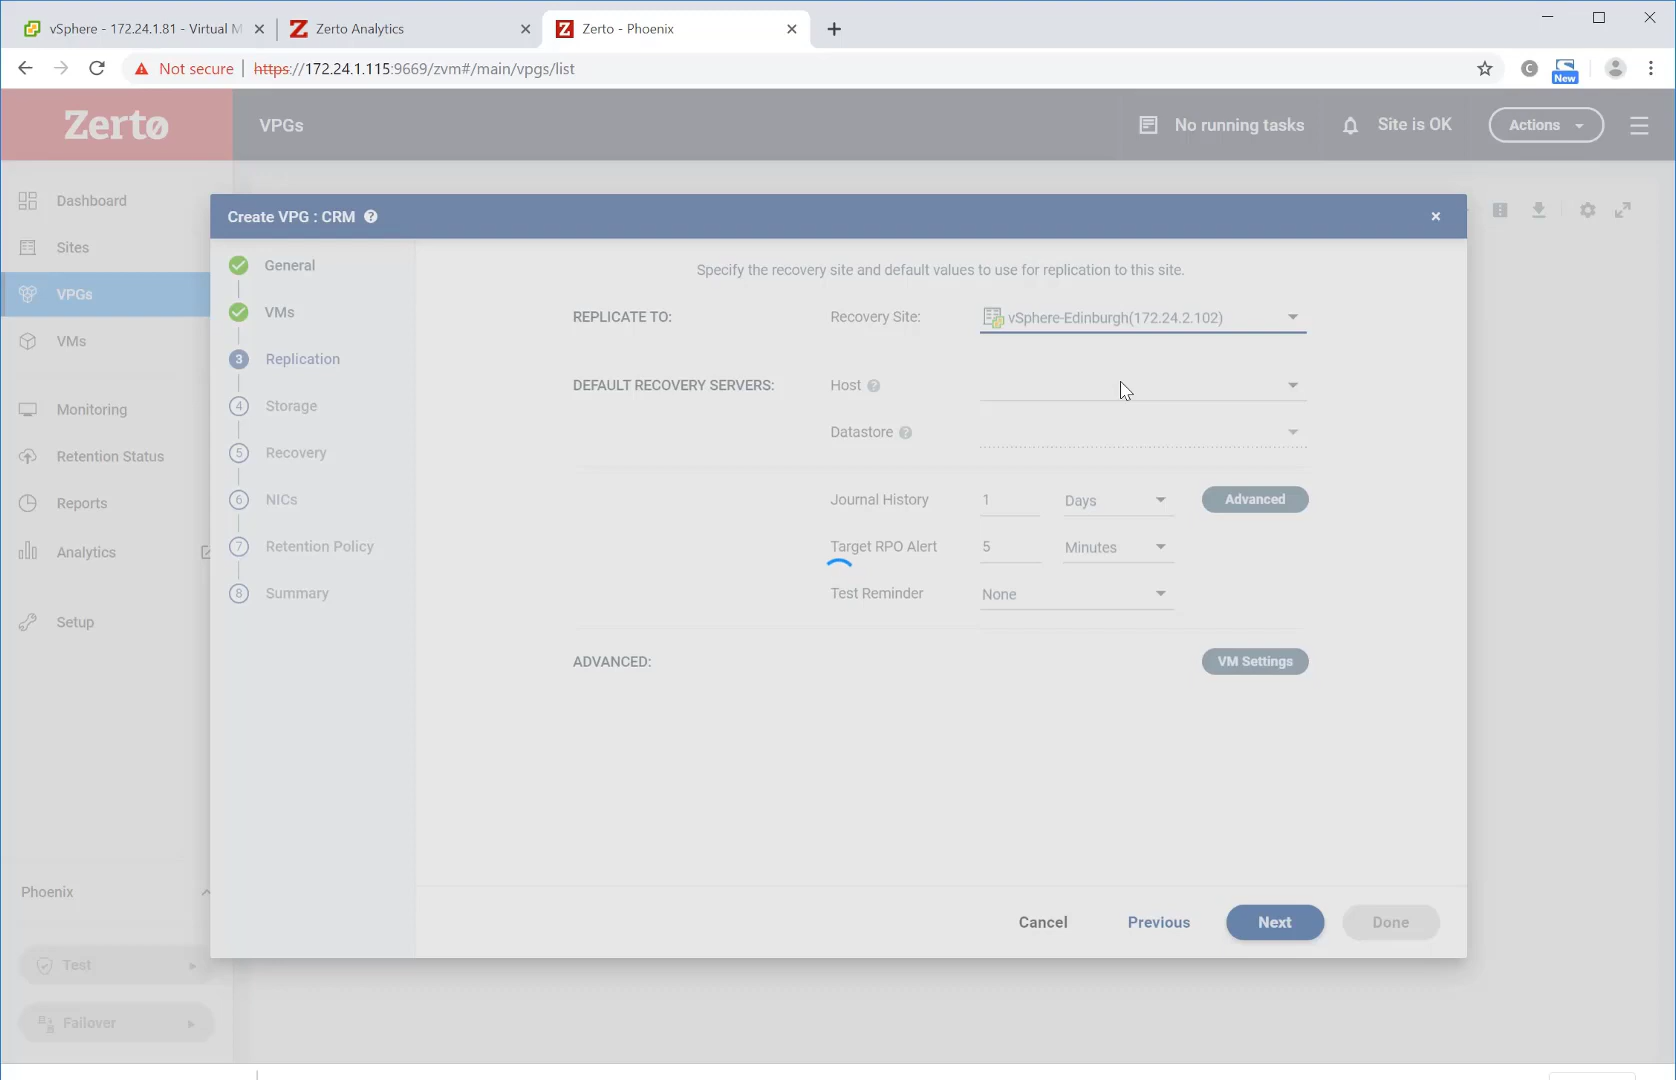 vSphere - 172.24.1.81 - Virtual M
Zerto Analytics
Zerto - Phoenix
Not secure
https://172.24.1.115:9669/zvm#/main/vpgs/list
C
New
Zerto
VPGs
No running tasks
Site is OK
Actions
Dashboard
Sites
VPGs
VMs
Monitoring
Retention Status
Reports
Analytics
Setup
Phoenix
Test
Failover
Create VPG : CRM ?
General
VMs
3 Replication
4 Storage
5 Recovery
6 NICs
7 Retention Policy
8 Summary
Specify the recovery site and default values to use for replication to this site.
REPLICATE TO: Recovery Site: vSphere-Edinburgh(172.24.2.102)
DEFAULT RECOVERY SERVERS: Host ?
Datastore ?
Journal History 1 Days Advanced
Target RPO Alert 5 Minutes
Test Reminder None
ADVANCED: VM Settings
Cancel Previous Next Done